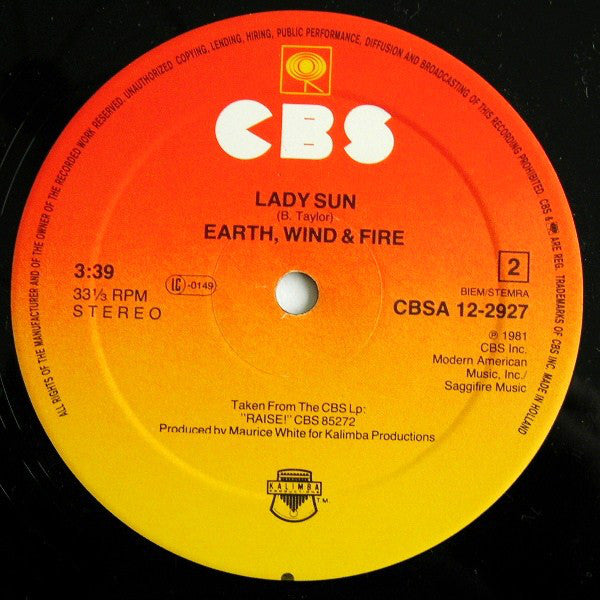 ALL RIGHTS OF THE MANUFACTURER AND OF THE OWNER OF THE RECORDED WORK RESERVED. UNAUTHORIZED COPYING, LENDING, HIRING, PUBLIC PERFORMANCE, DIFFUSION AND BROADCASTING OF THIS RECORDING PROHIBITED. CBS & ARE REG. TRADEMARKS OF CBS INC. MADE IN HOLLAND
CBS
LADY SUN
(B. Taylor)
EARTH, WIND & FIRE
3:39
33⅓ RPM
STEREO
LC -0149
2
BIEM/STEMRA
CBSA 12-2927
℗ 1981
CBS Inc.
Modern American
Music, Inc./
Saggifire Music
Taken From The CBS Lp:
"RAISE!" CBS 85272
Produced by Maurice White for Kalimba Productions
KALIMBA
PRODUCTIONS
TM.